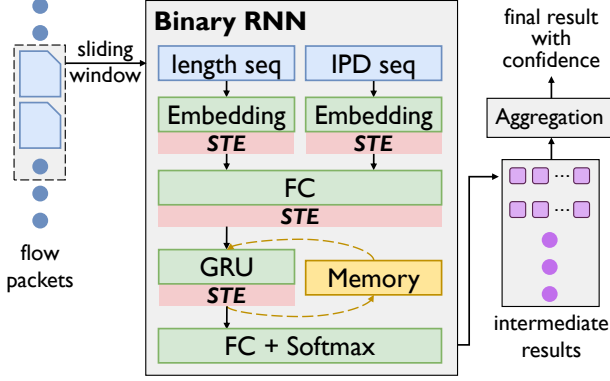 Binary RNN
sliding
window
length seq
IPD seq
Embedding
Embedding
STE
STE
FC
STE
GRU
STE
Memory
FC + Softmax
flow
packets
final result
with
confidence
Aggregation
...
...
intermediate
results